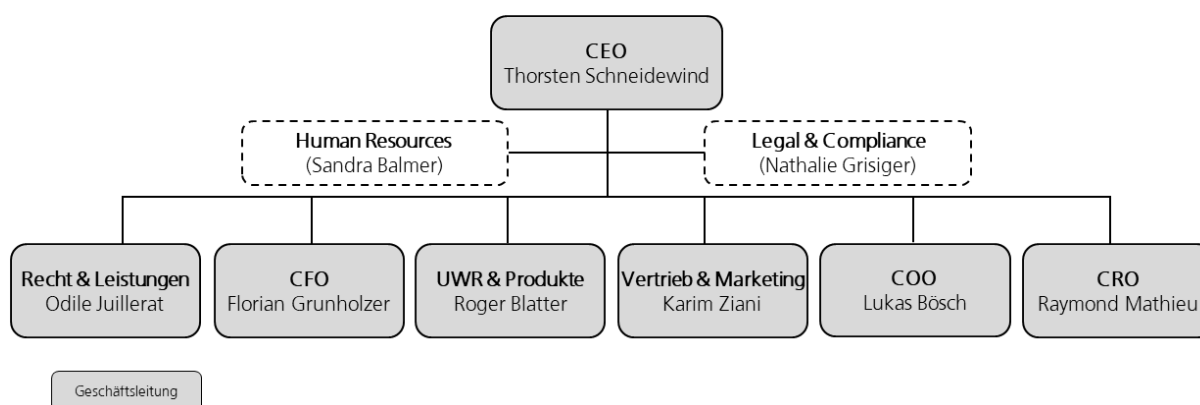 CEO
Thorsten Schneidewind
Human Resources
(Sandra Balmer)
Legal & Compliance
(Nathalie Grisiger)
Recht & Leistungen
Odile Juillerat
CFO
Florian Grunholzer
UWR & Produkte
Roger Blatter
Vertrieb & Marketing
Karim Ziani
COO
Lukas Bösch
CRO
Raymond Mathieu
Geschäftsleitung